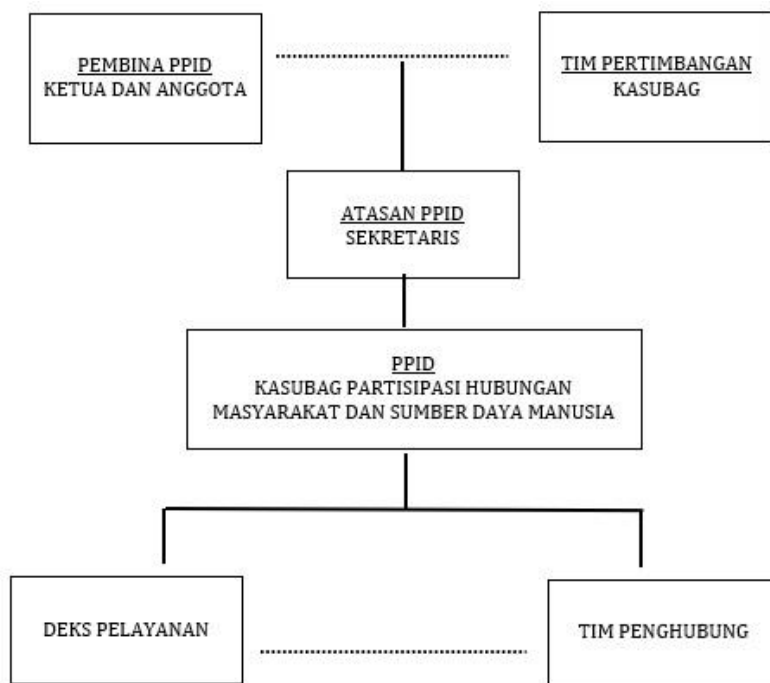 PEMBINA PPID
KETUA DAN ANGGOTA
TIM PERTIMBANGAN
KASUBAG
ATASAN PPID
SEKRETARIS
PPID
KASUBAG PARTISIPASI HUBUNGAN
MASYARAKAT DAN SUMBER DAYA MANUSIA
DEKS PELAYANAN
TIM PENGHUBUNG